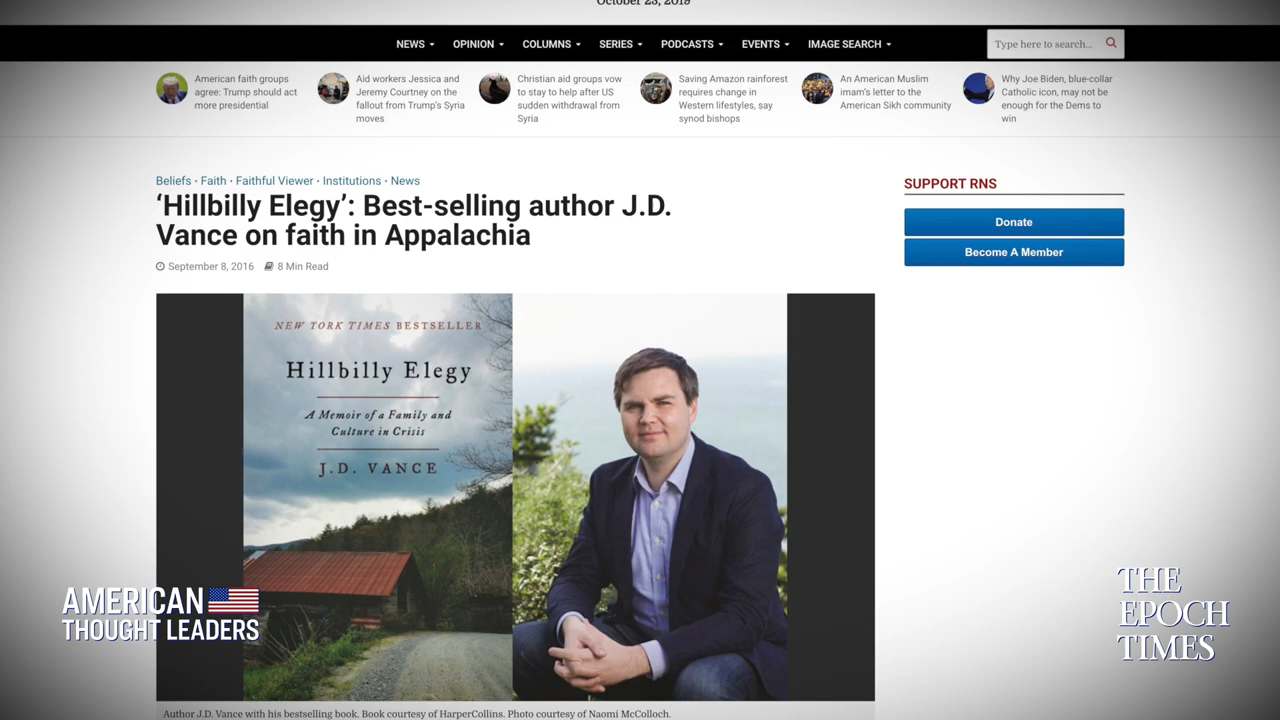 October 23, 2019
NEWS OPINION COLUMNS SERIES PODCASTS EVENTS IMAGE SEARCH
Type here to search...
American faith groups
agree: Trump should act
more presidential
Aid workers Jessica and
Jeremy Courtney on the
fallout from Trump's Syria
moves
Christian aid groups vow
to stay to help after US
sudden withdrawal from
Syria
Saving Amazon rainforest
requires change in
Western lifestyles, say
synod bishops
An American Muslim
imam's letter to the
American Sikh community
Why Joe Biden, blue-collar
Catholic icon, may not be
enough for the Dems to
win
Beliefs · Faith · Faithful Viewer · Institutions · News
‘Hillbilly Elegy’: Best-selling author J.D.
Vance on faith in Appalachia
September 8, 2016 8 Min Read
SUPPORT RNS
Donate
Become A Member
NEW YORK TIMES BESTSELLER
Hillbilly Elegy
A Memoir of a Family and
Culture in Crisis
J.D. VANCE
AMERICAN
THOUGHT LEADERS
THE
EPOCH
TIMES
Author J.D. Vance with his bestselling book. Book courtesy of HarperCollins. Photo courtesy of Naomi McColloch.